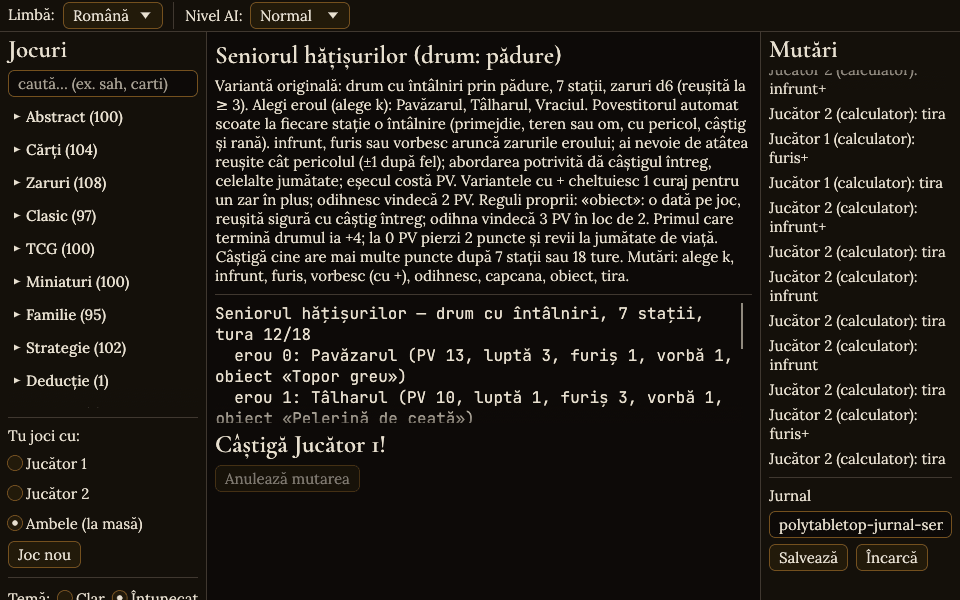 Limbă: Română ▼ Nivel AI: Normal ▼
Jocuri
caută... (ex. sah, carti)
▸ Abstract (100)
▸ Cărți (104)
▸ Zaruri (108)
▸ Clasic (97)
▸ TCG (100)
▸ Miniaturi (100)
▸ Familie (95)
▸ Strategie (102)
▸ Deducție (1)
Tu joci cu:
Jucător 1
Jucător 2
Ambele (la masă)
Joc nou
Temă: Clar Întunecat
Seniorul hățișurilor (drum: pădure)
Variantă originală: drum cu întâlniri prin pădure, 7 stații, zaruri d6 (reușită la
≥ 3). Alegi eroul (alege k): Pavăzarul, Tâlharul, Vraciul. Povestitorul automat
scoate la fiecare stație o întâlnire (primejdie, teren sau om, cu pericol, câștig
și rană). infrunt, furis sau vorbesc aruncă zarurile eroului; ai nevoie de atâtea
reușite cât pericolul (±1 după fel); abordarea potrivită dă câștigul întreg,
celelalte jumătate; eșecul costă PV. Variantele cu + cheltuiesc 1 curaj pentru
un zar în plus; odihnesc vindecă 2 PV. Reguli proprii: «obiect»: o dată pe joc,
reușită sigură cu câștig întreg; odihna vindecă 3 PV în loc de 2. Primul care
termină drumul ia +4; la 0 PV pierzi 2 puncte și revii la jumătate de viață.
Câștigă cine are mai multe puncte după 7 stații sau 18 ture. Mutări: alege k,
infrunt, furis, vorbesc (cu +), odihnesc, capcana, obiect, tira.
Seniorul hățișurilor — drum cu întâlniri, 7 stații,
tura 12/18
erou 0: Pavăzarul (PV 13, luptă 3, furiș 1, vorbă 1,
obiect «Topor greu»)
erou 1: Tâlharul (PV 10, luptă 1, furiș 3, vorbă 1,
obiect «Pelerină de ceață»)
Câștigă Jucător 1!
Anulează mutarea
Mutări
Jucător 2 (calculator):
infrunt+
Jucător 2 (calculator): tira
Jucător 1 (calculator):
furis+
Jucător 1 (calculator): tira
Jucător 2 (calculator):
infrunt+
Jucător 2 (calculator): tira
Jucător 2 (calculator):
infrunt
Jucător 2 (calculator): tira
Jucător 2 (calculator):
infrunt
Jucător 2 (calculator): tira
Jucător 2 (calculator):
furis+
Jucător 2 (calculator): tira
Jurnal
polytabletop-jurnal-ser
Salvează Încarcă